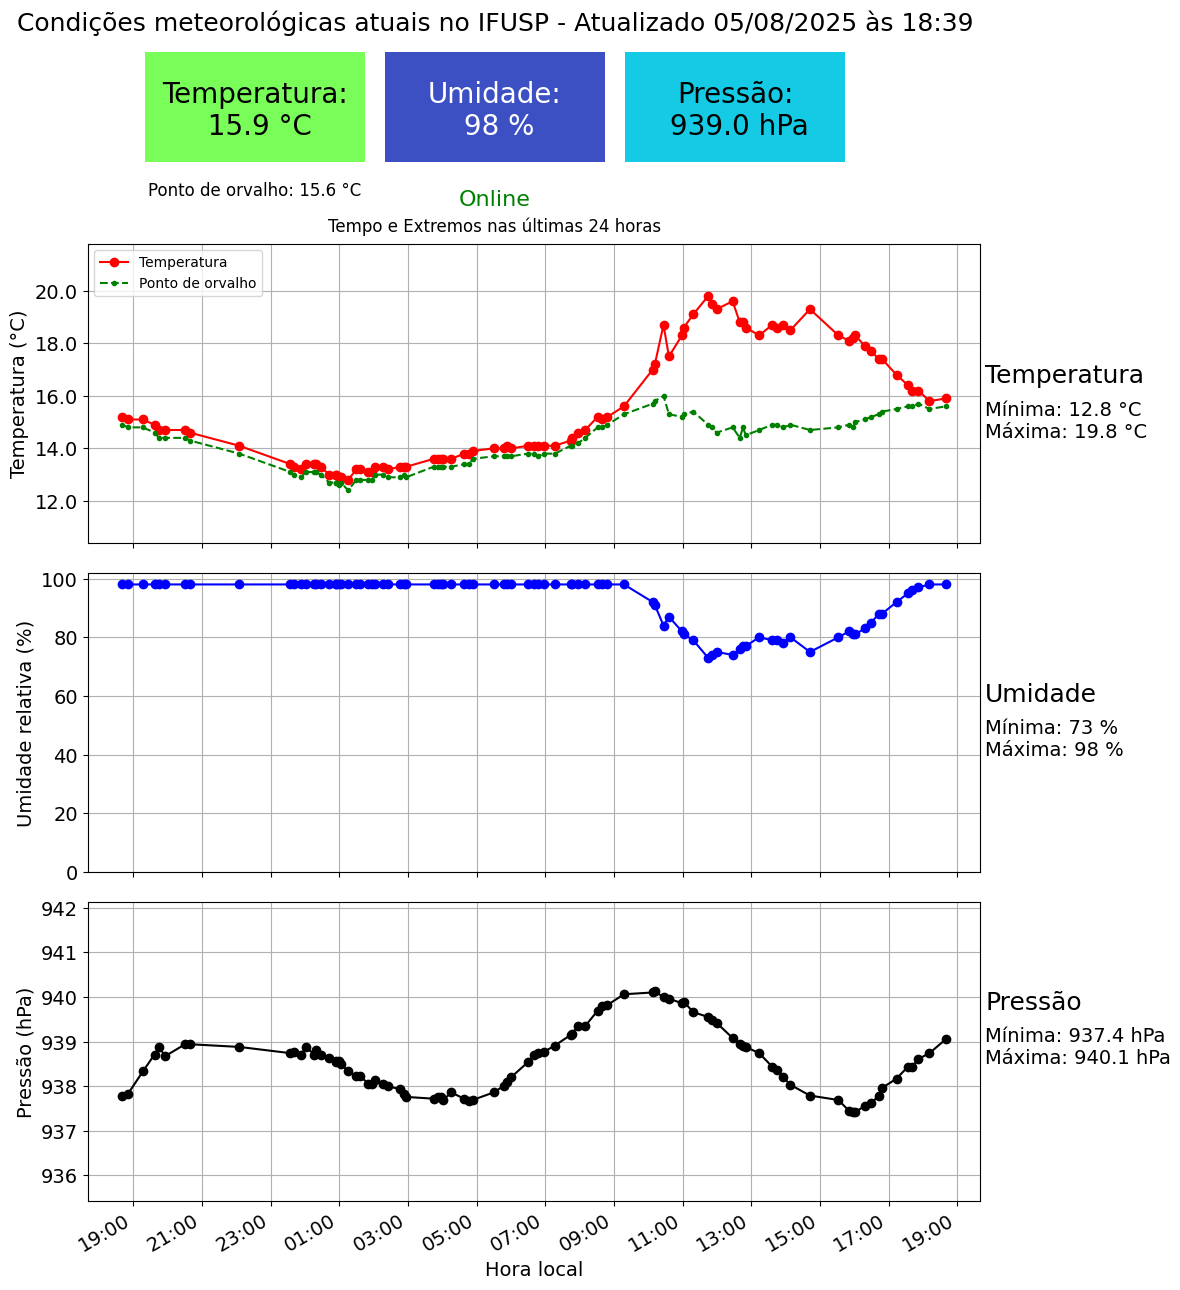 Condições meteorológicas atuais no IFUSP - Atualizado 05/08/2025 às 18:39
Temperatura:
15.9 °C
Umidade:
98 %
Pressão:
939.0 hPa
Ponto de orvalho: 15.6 °C
Online
Tempo e Extremos nas últimas 24 horas
Temperatura
Ponto de orvalho
Temperatura (°C)
20.0
18.0
16.0
14.0
12.0
Temperatura
Mínima: 12.8 °C
Máxima: 19.8 °C
Umidade relativa (%)
100
80
60
40
20
0
Umidade
Mínima: 73 %
Máxima: 98 %
Pressão (hPa)
942
941
940
939
938
937
936
Pressão
Mínima: 937.4 hPa
Máxima: 940.1 hPa
19:00
21:00
23:00
01:00
03:00
05:00
07:00
09:00
11:00
13:00
15:00
17:00
19:00
Hora local